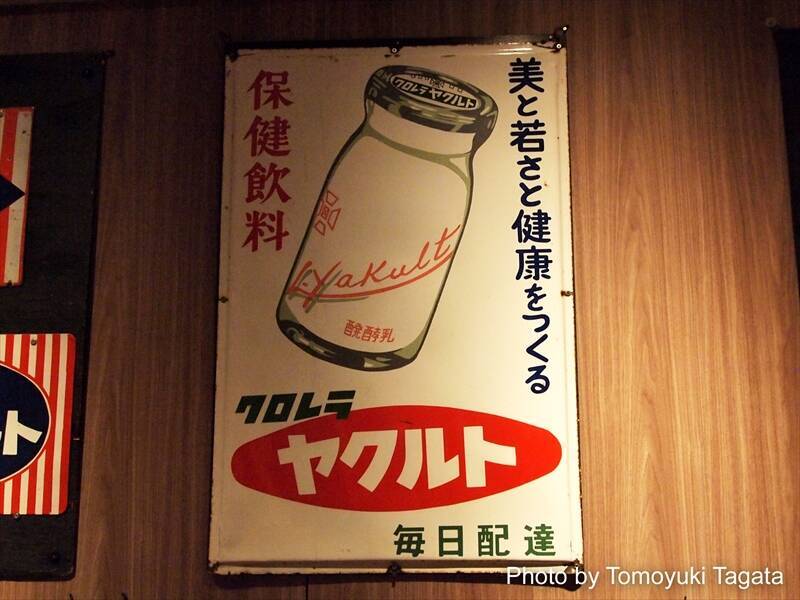 美と若さと健康をつくる
保健飲料
クロレラヤクルト
Yakult
醗酵乳
クロレラ
ヤクルト
毎日配達
Photo by Tomoyuki Tagata